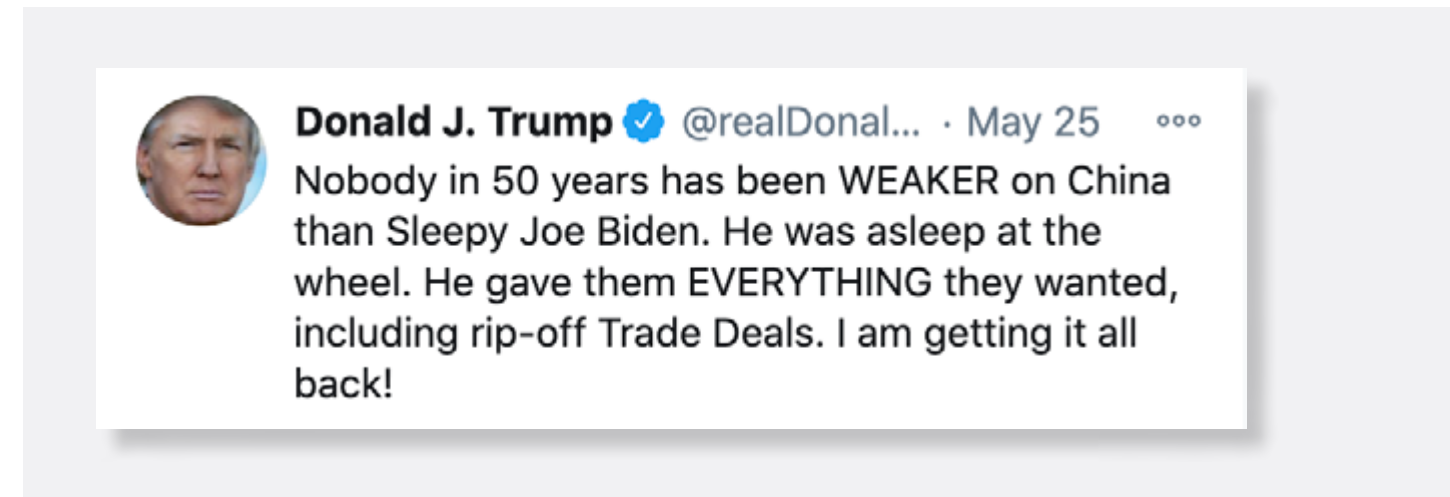 Donald J. Trump @realDonal... · May 25
Nobody in 50 years has been WEAKER on China
than Sleepy Joe Biden. He was asleep at the
wheel. He gave them EVERYTHING they wanted,
including rip-off Trade Deals. I am getting it all
back!